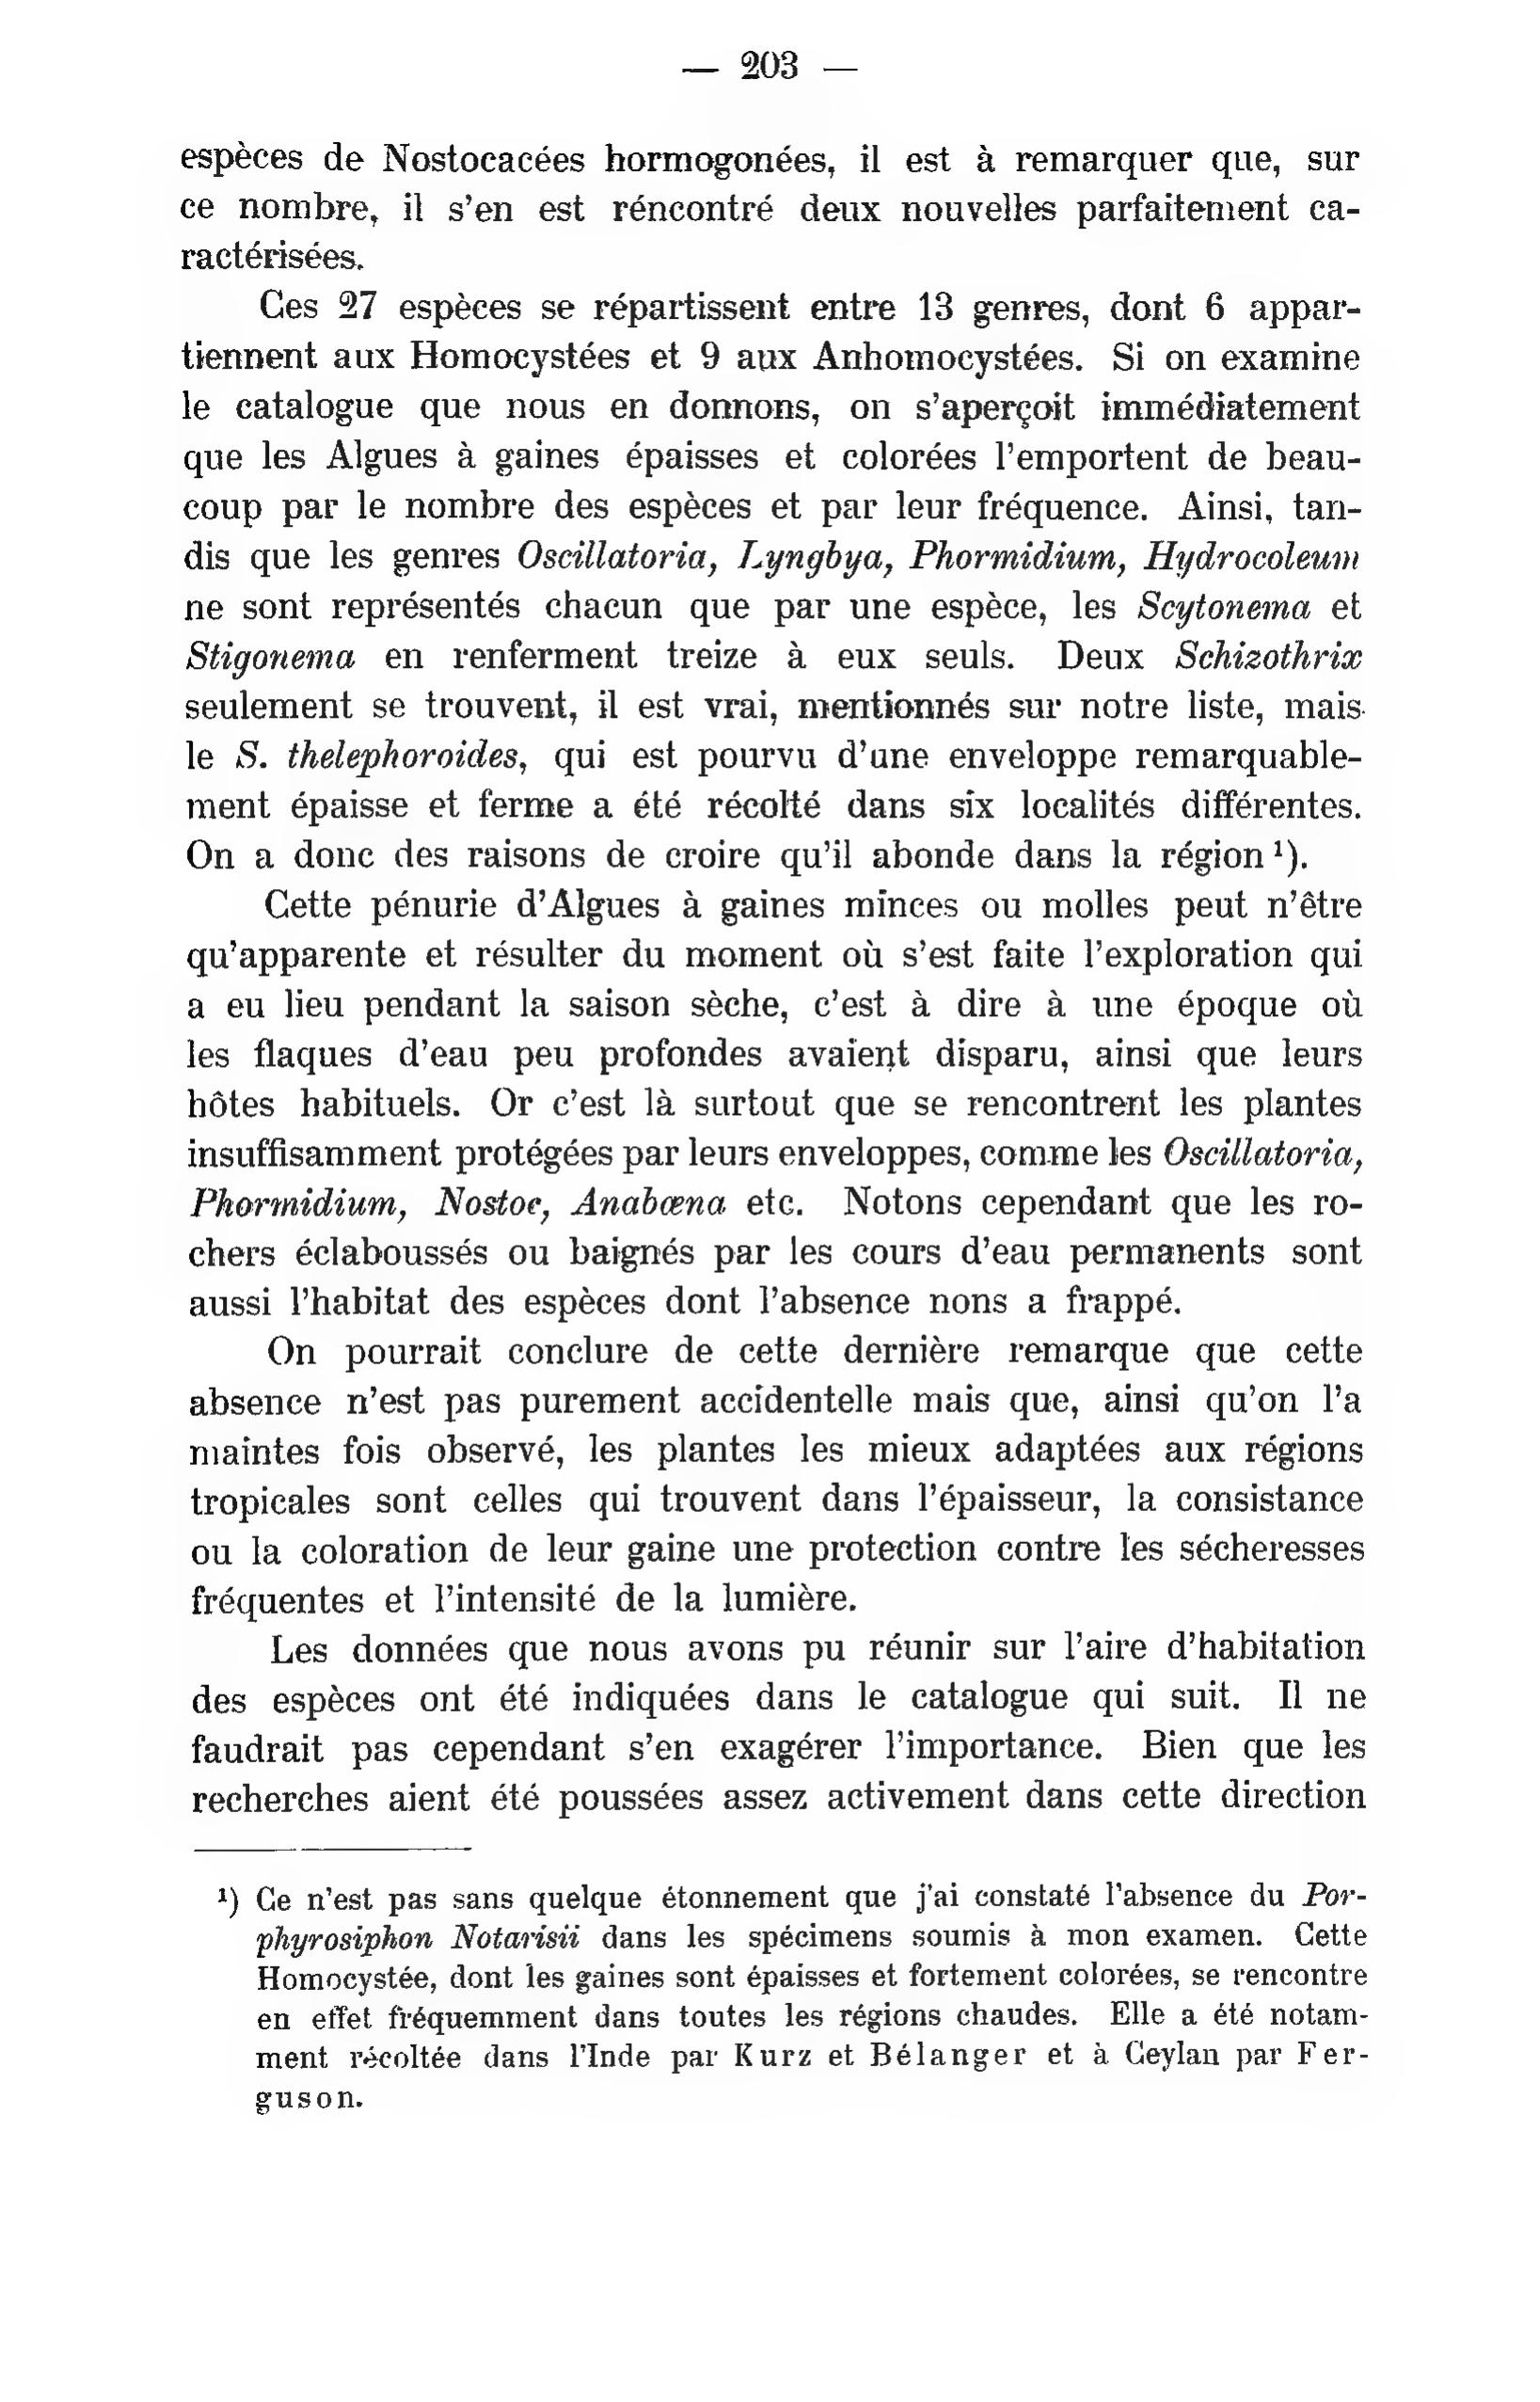 — 203 —
espèces de Nostocacées hormogonées, il est à remarquer que, sur
ce nombre, il s'en est réncontré deux nouvelles parfaitement ca-
ractérisées.
Ces 27 espèces se répartissent entre 13 genres, dont 6 appar-
tiennent aux Homocystées et 9 aux Anhomocystées. Si on examine
le catalogue que nous en donnons, on s'aperçoit immédiatement
que les Algues à gaines épaisses et colorées l'emportent de beau-
coup par le nombre des espèces et par leur fréquence. Ainsi, tan-
dis que les genres Oscillatoria, Lyngbya, Phormidium, Hydrocoleum
ne sont représentés chacun que par une espèce, les Scytonema et
Stigonema en renferment treize à eux seuls. Deux Schizothrix
seulement se trouvent, il est vrai, mentionnés sur notre liste, mais
le S. thelephoroides, qui est pourvu d'une enveloppe remarquable-
ment épaisse et ferme a été récolté dans six localités différentes.
On a donc des raisons de croire qu'il abonde dans la région ¹).
Cette pénurie d'Algues à gaines minces ou molles peut n'être
qu'apparente et résulter du moment où s'est faite l'exploration qui
a eu lieu pendant la saison sèche, c'est à dire à une époque où
les flaques d'eau peu profondes avaient disparu, ainsi que leurs
hôtes habituels. Or c'est là surtout que se rencontrent les plantes
insuffisamment protégées par leurs enveloppes, comme les Oscillatoria,
Phormidium, Nostoc, Anabæna etc. Notons cependant que les ro-
chers éclaboussés ou baignés par les cours d'eau permanents sont
aussi l'habitat des espèces dont l'absence nons a frappé.
On pourrait conclure de cette dernière remarque que cette
absence n'est pas purement accidentelle mais que, ainsi qu'on l'a
maintes fois observé, les plantes les mieux adaptées aux régions
tropicales sont celles qui trouvent dans l'épaisseur, la consistance
ou la coloration de leur gaine une protection contre les sécheresses
fréquentes et l'intensité de la lumière.
Les données que nous avons pu réunir sur l'aire d'habitation
des espèces ont été indiquées dans le catalogue qui suit. Il ne
faudrait pas cependant s'en exagérer l'importance. Bien que les
recherches aient été poussées assez activement dans cette direction
¹) Ce n'est pas sans quelque étonnement que j'ai constaté l'absence du Por-
phyrosiphon Notarisii dans les spécimens soumis à mon examen. Cette
Homocystée, dont les gaines sont épaisses et fortement colorées, se rencontre
en effet fréquemment dans toutes les régions chaudes. Elle a été notam-
ment récoltée dans l'Inde par Kurz et Bélanger et à Ceylan par Fer-
guson.